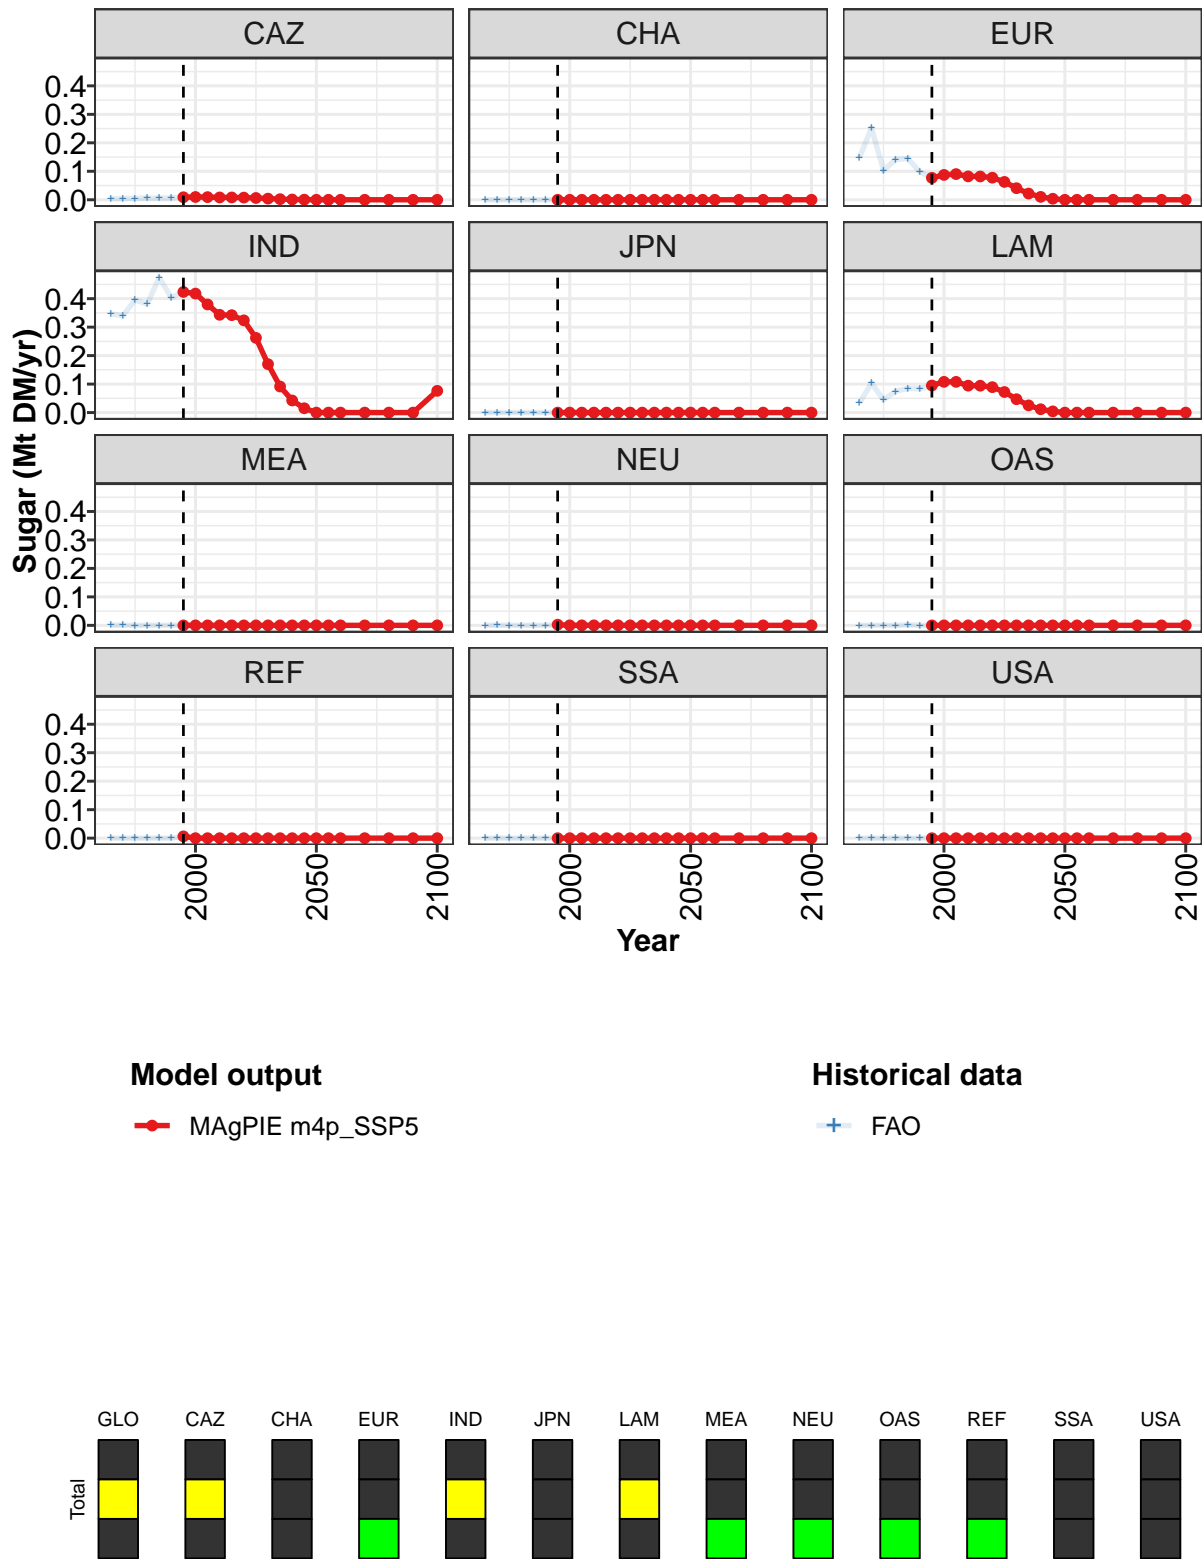 CAZ CHA EUR
0.4
0.3
0.2
0.1
0.0
IND JPN LAM
0.4
0.3
0.2
0.1
0.0
MEA NEU OAS
0.4
0.3
0.2
0.1
0.0
REF SSA USA
0.4
0.3
0.2
0.1
0.0
Sugar (Mt DM/yr)
2000 2050 2100 2000 2050 2100 2000 2050 2100
Year
Model output Historical data
MAgPIE m4p_SSP5 FAO
GLO CAZ CHA EUR IND JPN LAM MEA NEU OAS REF SSA USA
Total